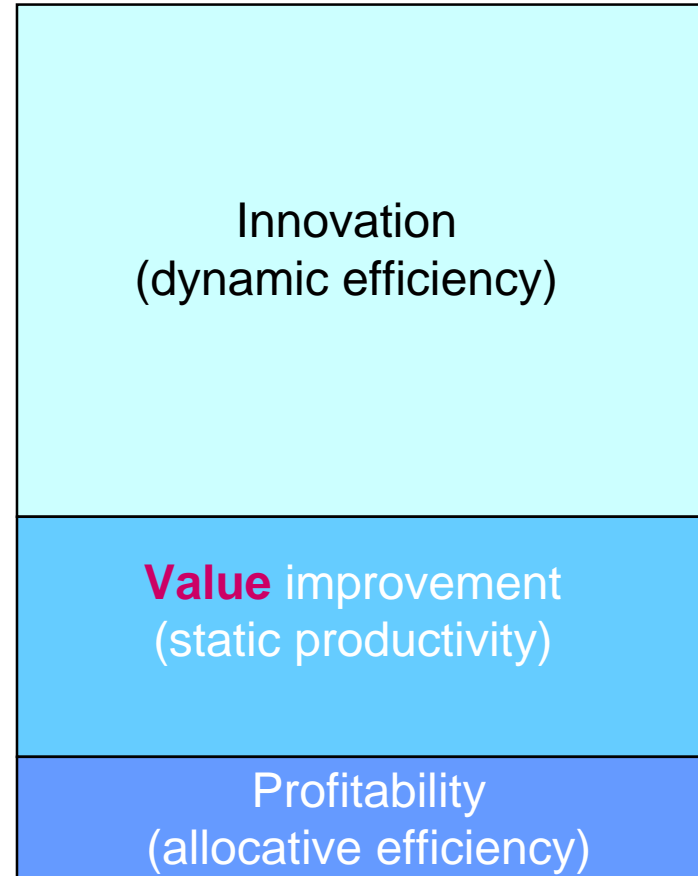 Innovation
(dynamic efficiency)
Value improvement
(static productivity)
Profitability
(allocative efficiency)